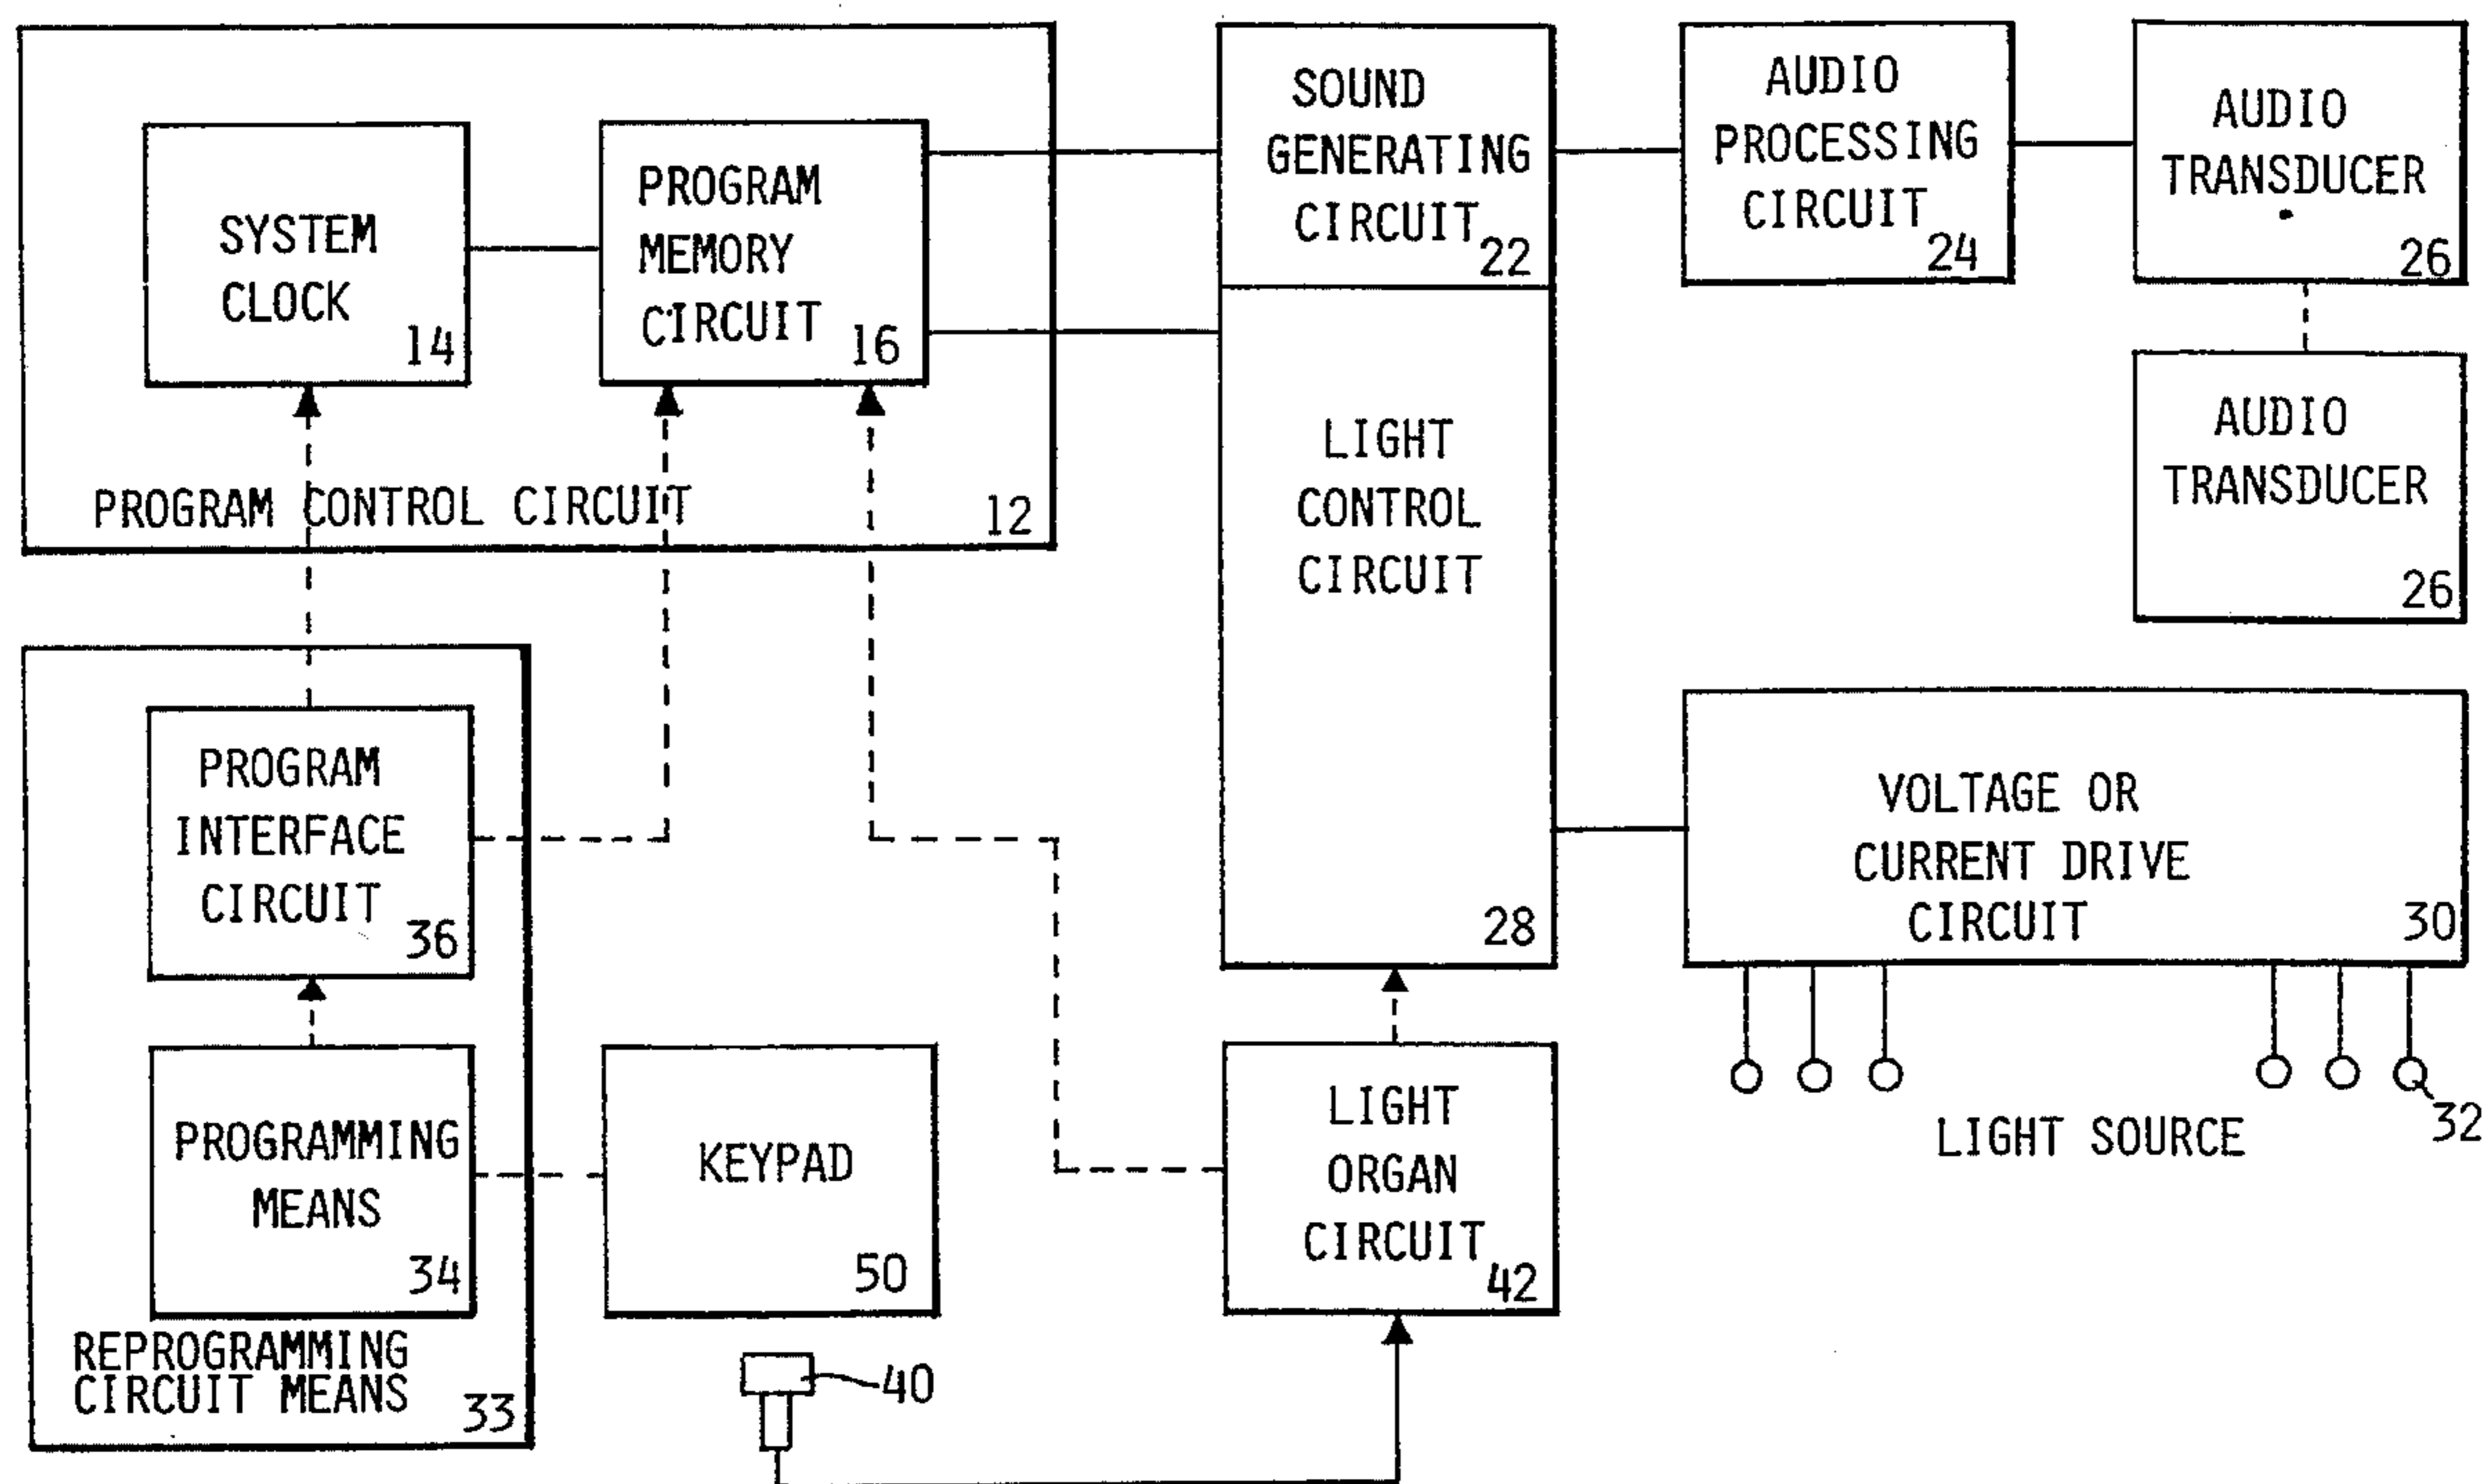 SYSTEM
CLOCK
14
PROGRAM
MEMORY
CIRCUIT
16
PROGRAM CONTROL CIRCUIT
12
SOUND
GENERATING
CIRCUIT
22
AUDIO
PROCESSING
CIRCUIT
24
AUDIO
TRANSDUCER
26
AUDIO
TRANSDUCER
26
LIGHT
CONTROL
CIRCUIT
28
VOLTAGE OR
CURRENT DRIVE
CIRCUIT
30
32
LIGHT SOURCE
PROGRAM
INTERFACE
CIRCUIT
36
PROGRAMMING
MEANS
34
REPROGRAMMING
CIRCUIT MEANS
33
KEYPAD
50
40
LIGHT
ORGAN
CIRCUIT
42